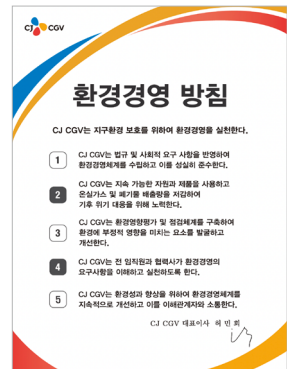 CJ CGV
환경경영 방침
CJ CGV는 지구환경 보호를 위하여 환경경영을 실천한다.
1 CJ CGV는 법규 및 사회적 요구 사항을 반영하여
환경경영체계를 수립하고 이를 성실히 준수한다.
2 CJ CGV는 지속 가능한 자원과 제품을 사용하고
온실가스 및 폐기물 배출량을 저감하여
기후 위기 대응을 위해 노력한다.
3 CJ CGV는 환경영향평가 및 점검체계를 구축하여
환경에 부정적 영향을 미치는 요소를 발굴하고
개선한다.
4 CJ CGV는 전 임직원과 협력사가 환경경영의
요구사항을 이해하고 실천하도록 한다.
5 CJ CGV는 환경성과 향상을 위하여 환경경영체계를
지속적으로 개선하고 이를 이해관계자와 소통한다.
CJ CGV 대표이사 허 민 회